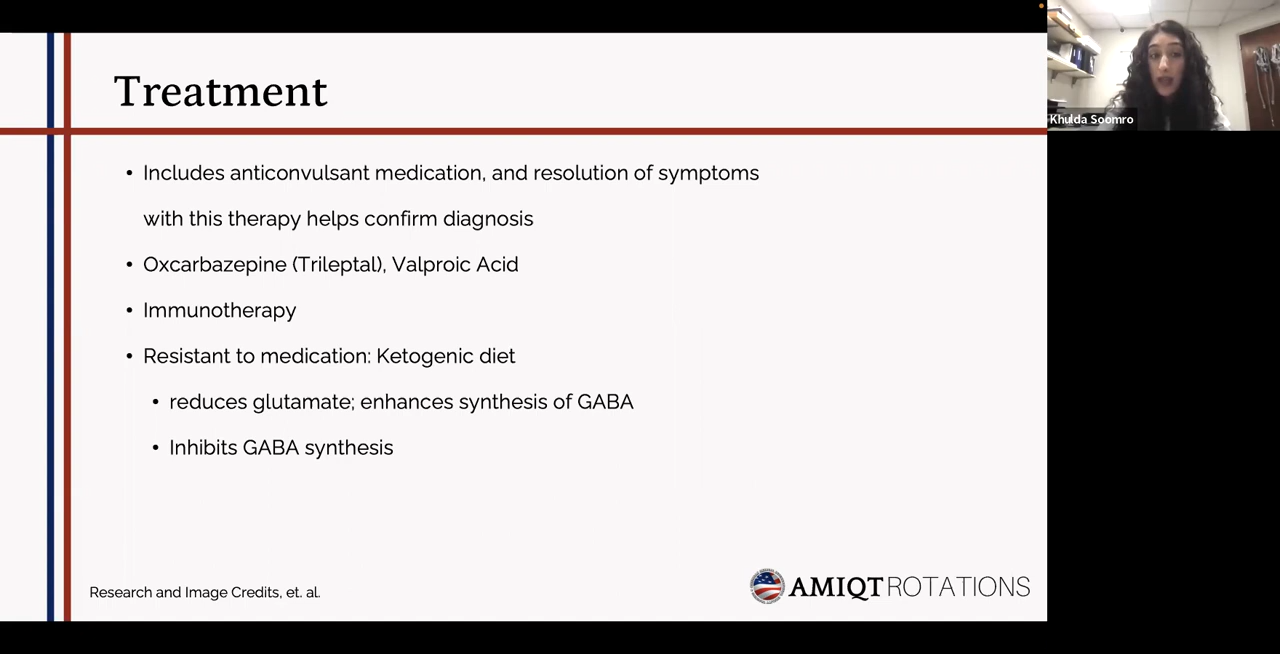 Treatment
Khulda Soomro
• Includes anticonvulsant medication, and resolution of symptoms
with this therapy helps confirm diagnosis
• Oxcarbazepine (Trileptal), Valproic Acid
• Immunotherapy
• Resistant to medication: Ketogenic diet
• reduces glutamate; enhances synthesis of GABA
• Inhibits GABA synthesis
Research and Image Credits, et. al.
AMIQT ROTATIONS